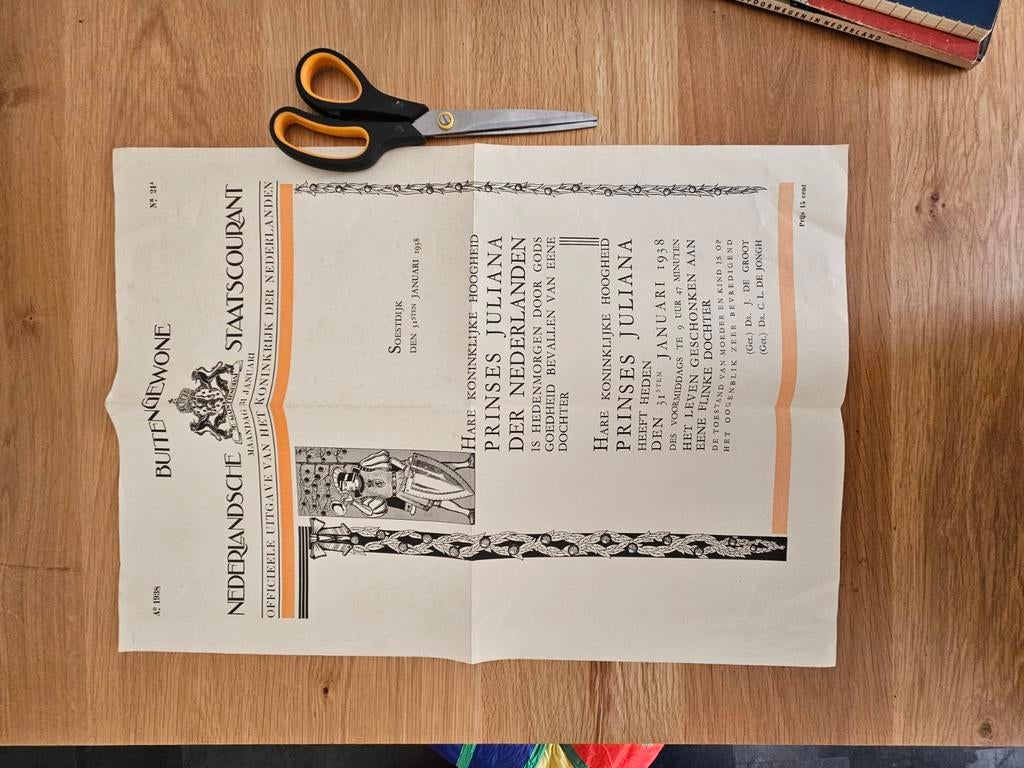 Aº 1938
Nº. 21ᴬ
BUITENGEWONE
NEDERLANDSCHE STAATSCOURANT
MAANDAG 31 JANUARI
OFFICIEELE UITGAVE VAN HET KONINKRIJK DER NEDERLANDEN
SOESTDIJK
DEN 31STEN JANUARI 1938
HARE KONINKLIJKE HOOGHEID
PRINSES JULIANA
DER NEDERLANDEN
IS HEDENMORGEN DOOR GODS
GOEDHEID BEVALLEN VAN EENE
DOCHTER
HARE KONINKLIJKE HOOGHEID
PRINSES JULIANA
HEEFT HEDEN
DEN 31STEN JANUARI 1938
DES VOORMIDDAGS TE 9 UUR 47 MINUTEN
HET LEVEN GESCHONKEN AAN
EENE FLINKE DOCHTER
DE TOESTAND VAN MOEDER EN KIND IS OP
HET OOGENBLIK ZEER BEVREDIGEND
(Get.) DR. J. DE GROOT
(Get.) DR. C. L. DE JONGH
Prijs 15 cent
SPOORWEGEN IN NEDERLAND